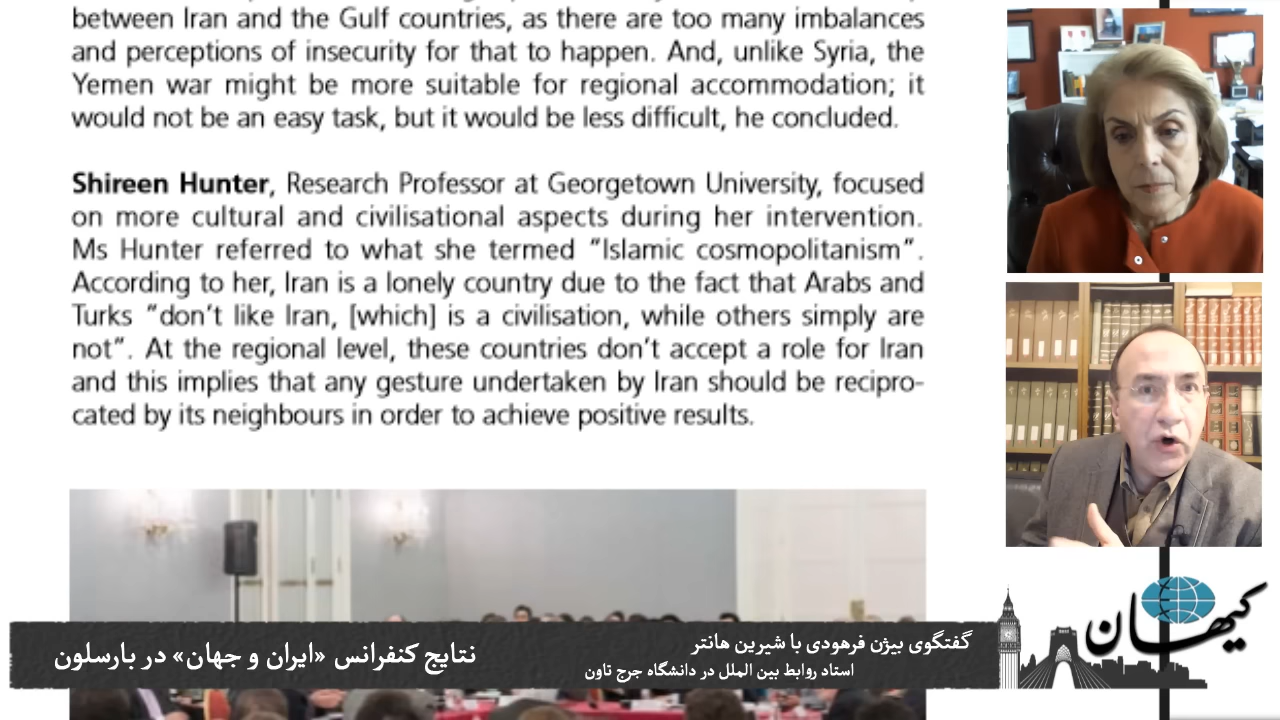 between Iran and the Gulf countries, as there are too many imbalances
and perceptions of insecurity for that to happen. And, unlike Syria, the
Yemen war might be more suitable for regional accommodation; it
would not be an easy task, but it would be less difficult, he concluded.
Shireen Hunter, Research Professor at Georgetown University, focused
on more cultural and civilisational aspects during her intervention.
Ms Hunter referred to what she termed “Islamic cosmopolitanism”.
According to her, Iran is a lonely country due to the fact that Arabs and
Turks “don’t like Iran, [which] is a civilisation, while others simply are
not”. At the regional level, these countries don’t accept a role for Iran
and this implies that any gesture undertaken by Iran should be recipro-
cated by its neighbours in order to achieve positive results.
کیهان
گفتگوی بیژن فرهودی با شیرین هانتر
استاد روابط بین الملل در دانشگاه جرج تاون
نتایج کنفرانس «ایران و جهان» در بارسلون